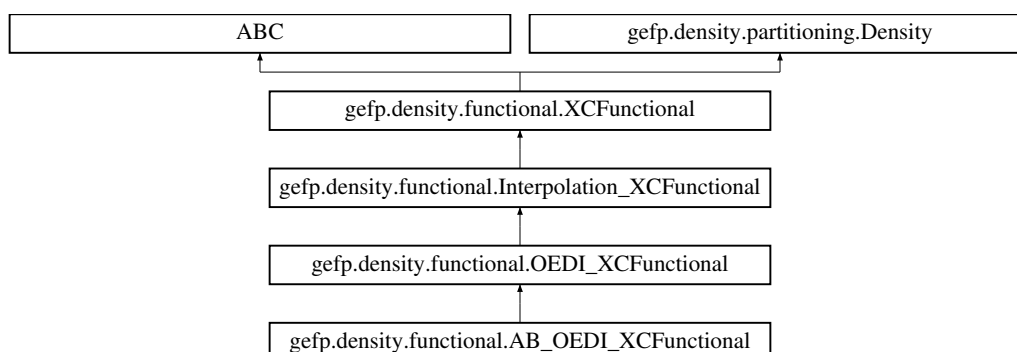 ABC
gefp.density.partitioning.Density
gefp.density.functional.XCFunctional
gefp.density.functional.Interpolation_XCFunctional
gefp.density.functional.OEDI_XCFunctional
gefp.density.functional.AB_OEDI_XCFunctional